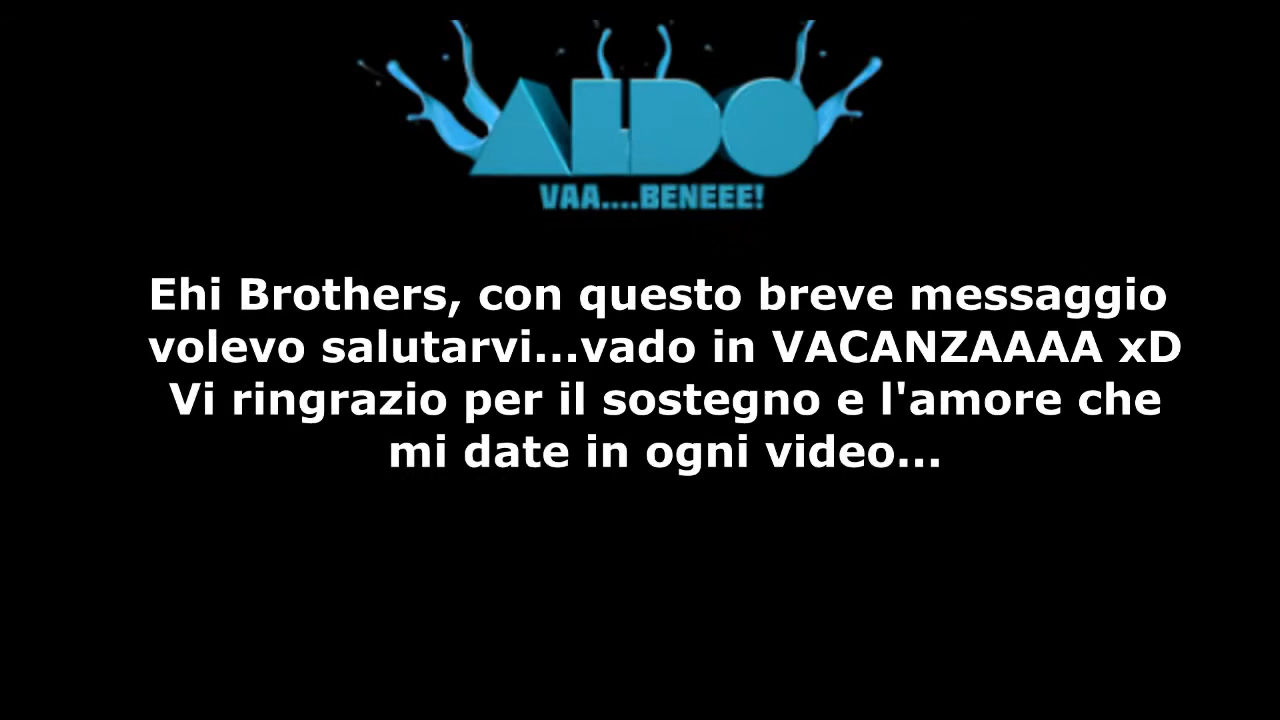 ALDO
VAA....BENEEE!
Ehi Brothers, con questo breve messaggio
volevo salutarvi...vado in VACANZAAAA xD
Vi ringrazio per il sostegno e l'amore che
mi date in ogni video...